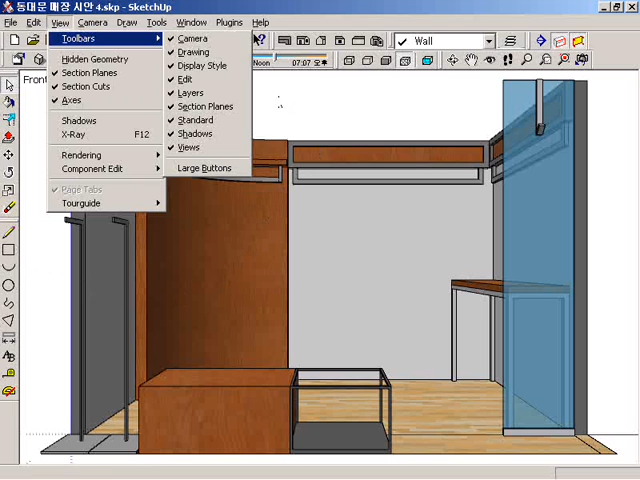 동대문 매장 시안 4.skp - SketchUp
File Edit View Camera Draw Tools Window Plugins Help
Toolbars
Hidden Geometry
Section Planes
Section Cuts
Axes
Shadows
X-Ray F12
Rendering
Component Edit
Page Tabs
Tourguide
Camera
Drawing
Display Style
Edit
Layers
Section Planes
Standard
Shadows
Views
Large Buttons
Wall
Noon 07:07 오후
Front